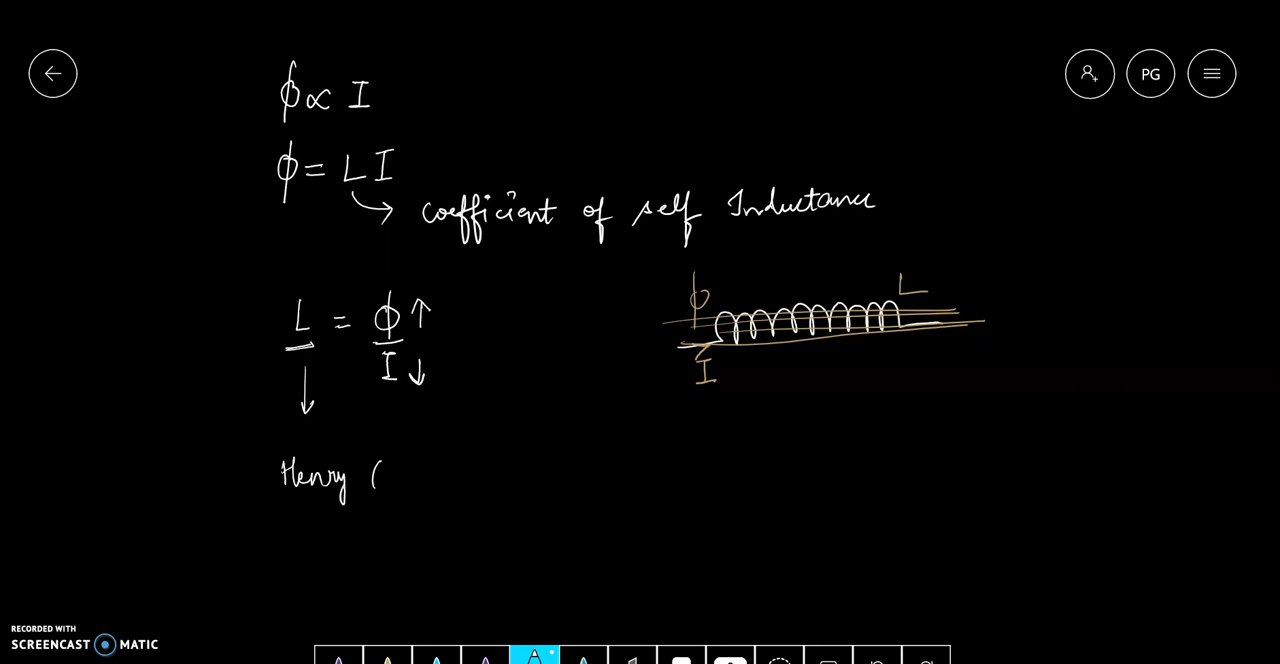 PG
ϕ ∝ I
ϕ = L I
coefficient of self Inductance
ϕ L
L = ϕ ↑
I ↓
I
Henry (
RECORDED WITH
SCREENCAST MATIC